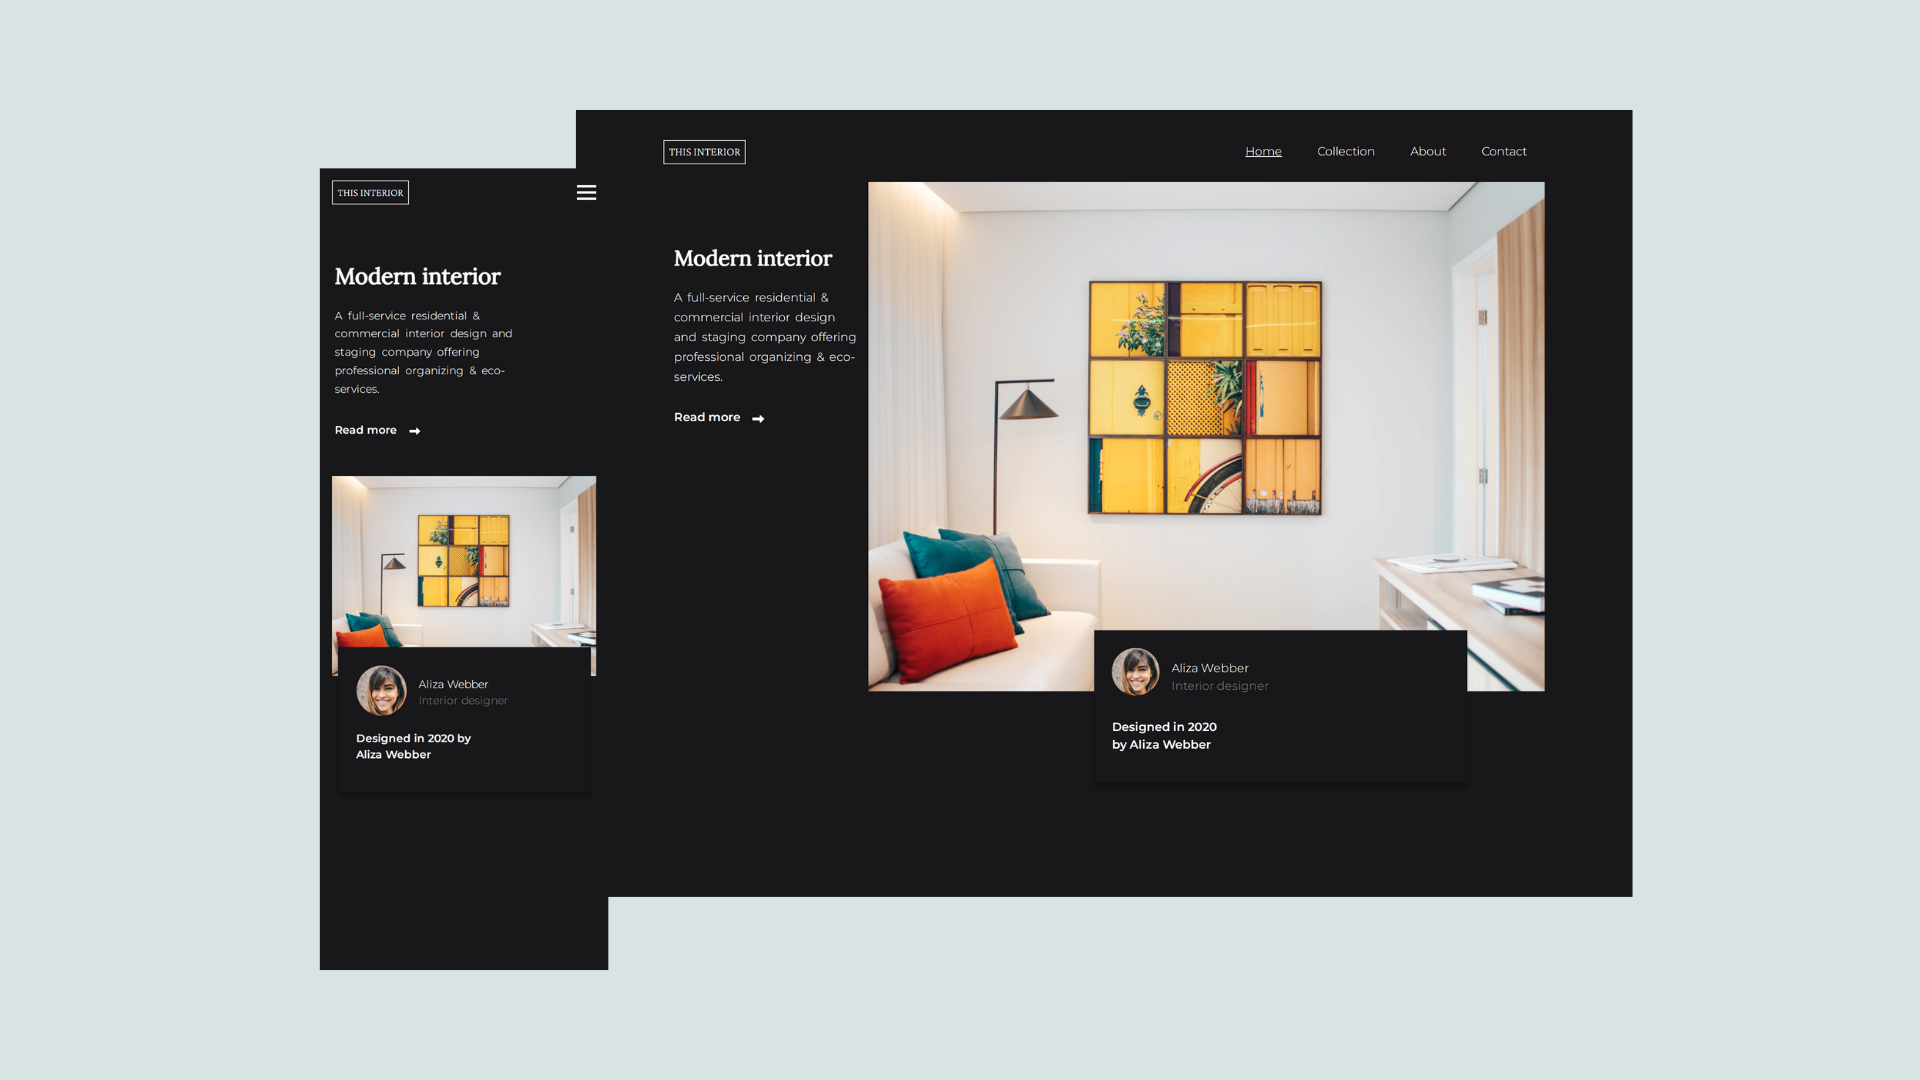 THIS INTERIOR
Modern interior
A full-service residential &
commercial interior design and
staging company offering
professional organizing & eco-
services.
Read more
Aliza Webber
Interior designer
Designed in 2020 by
Aliza Webber
THIS INTERIOR
Home Collection About Contact
Modern interior
A full-service residential &
commercial interior design
and staging company offering
professional organizing & eco-
services.
Read more
Aliza Webber
Interior designer
Designed in 2020
by Aliza Webber